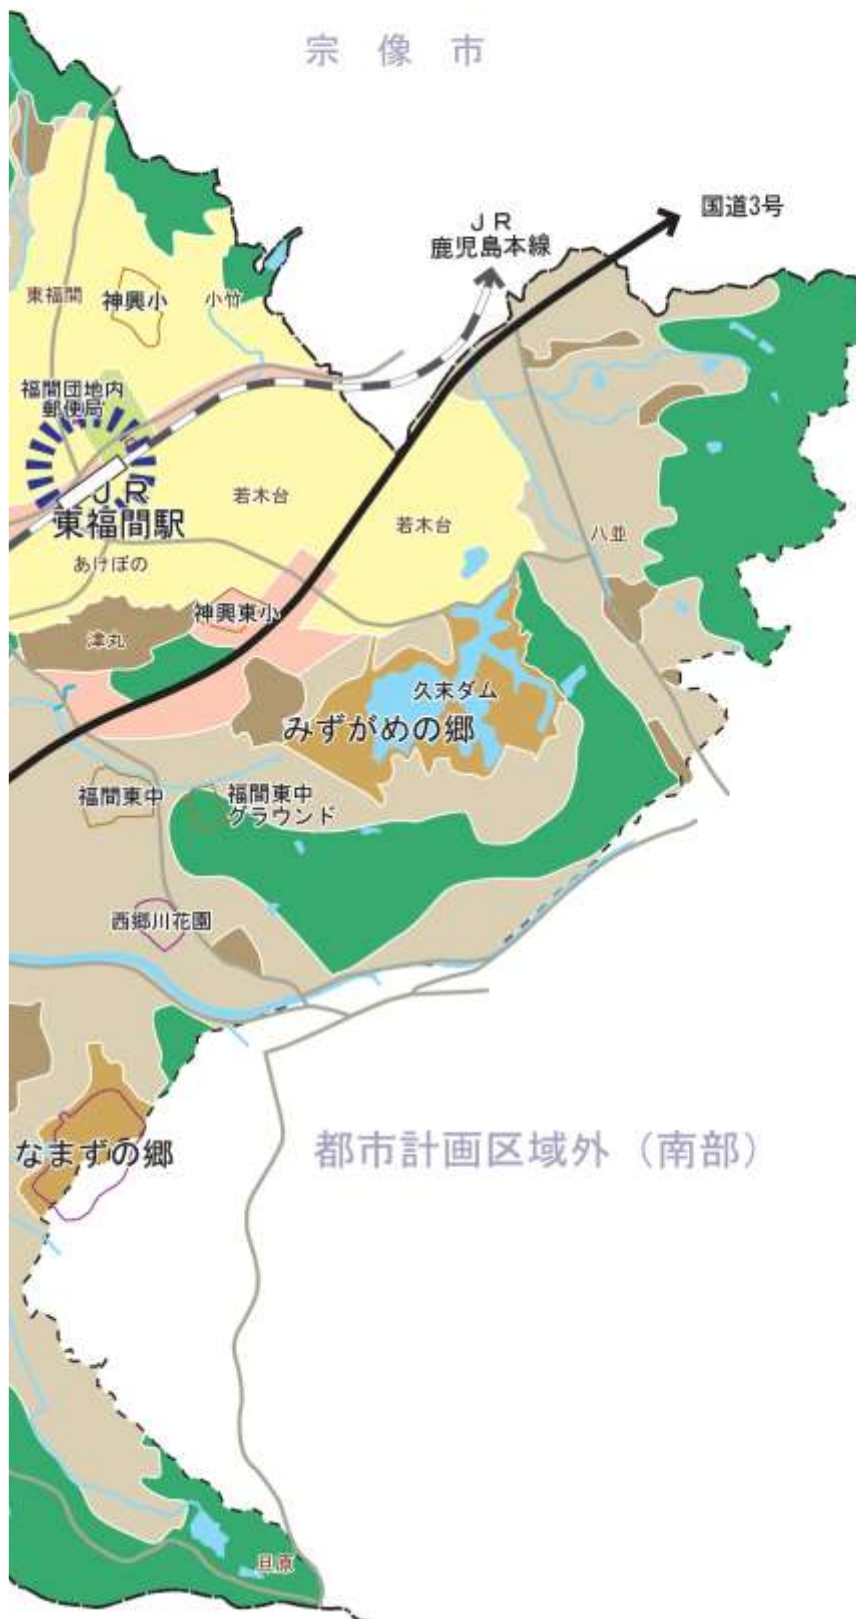 宗像市
国道3号
JR
鹿児島本線
東福間
神興小
小竹
福間団地内
郵便局
JR
東福間駅
若木台
若木台
八並
あけぼの
神興東小
津丸
久末ダム
みずがめの郷
福間東中
福間東中
グラウンド
西郷川花園
なまずの郷
都市計画区域外（南部）
旦原